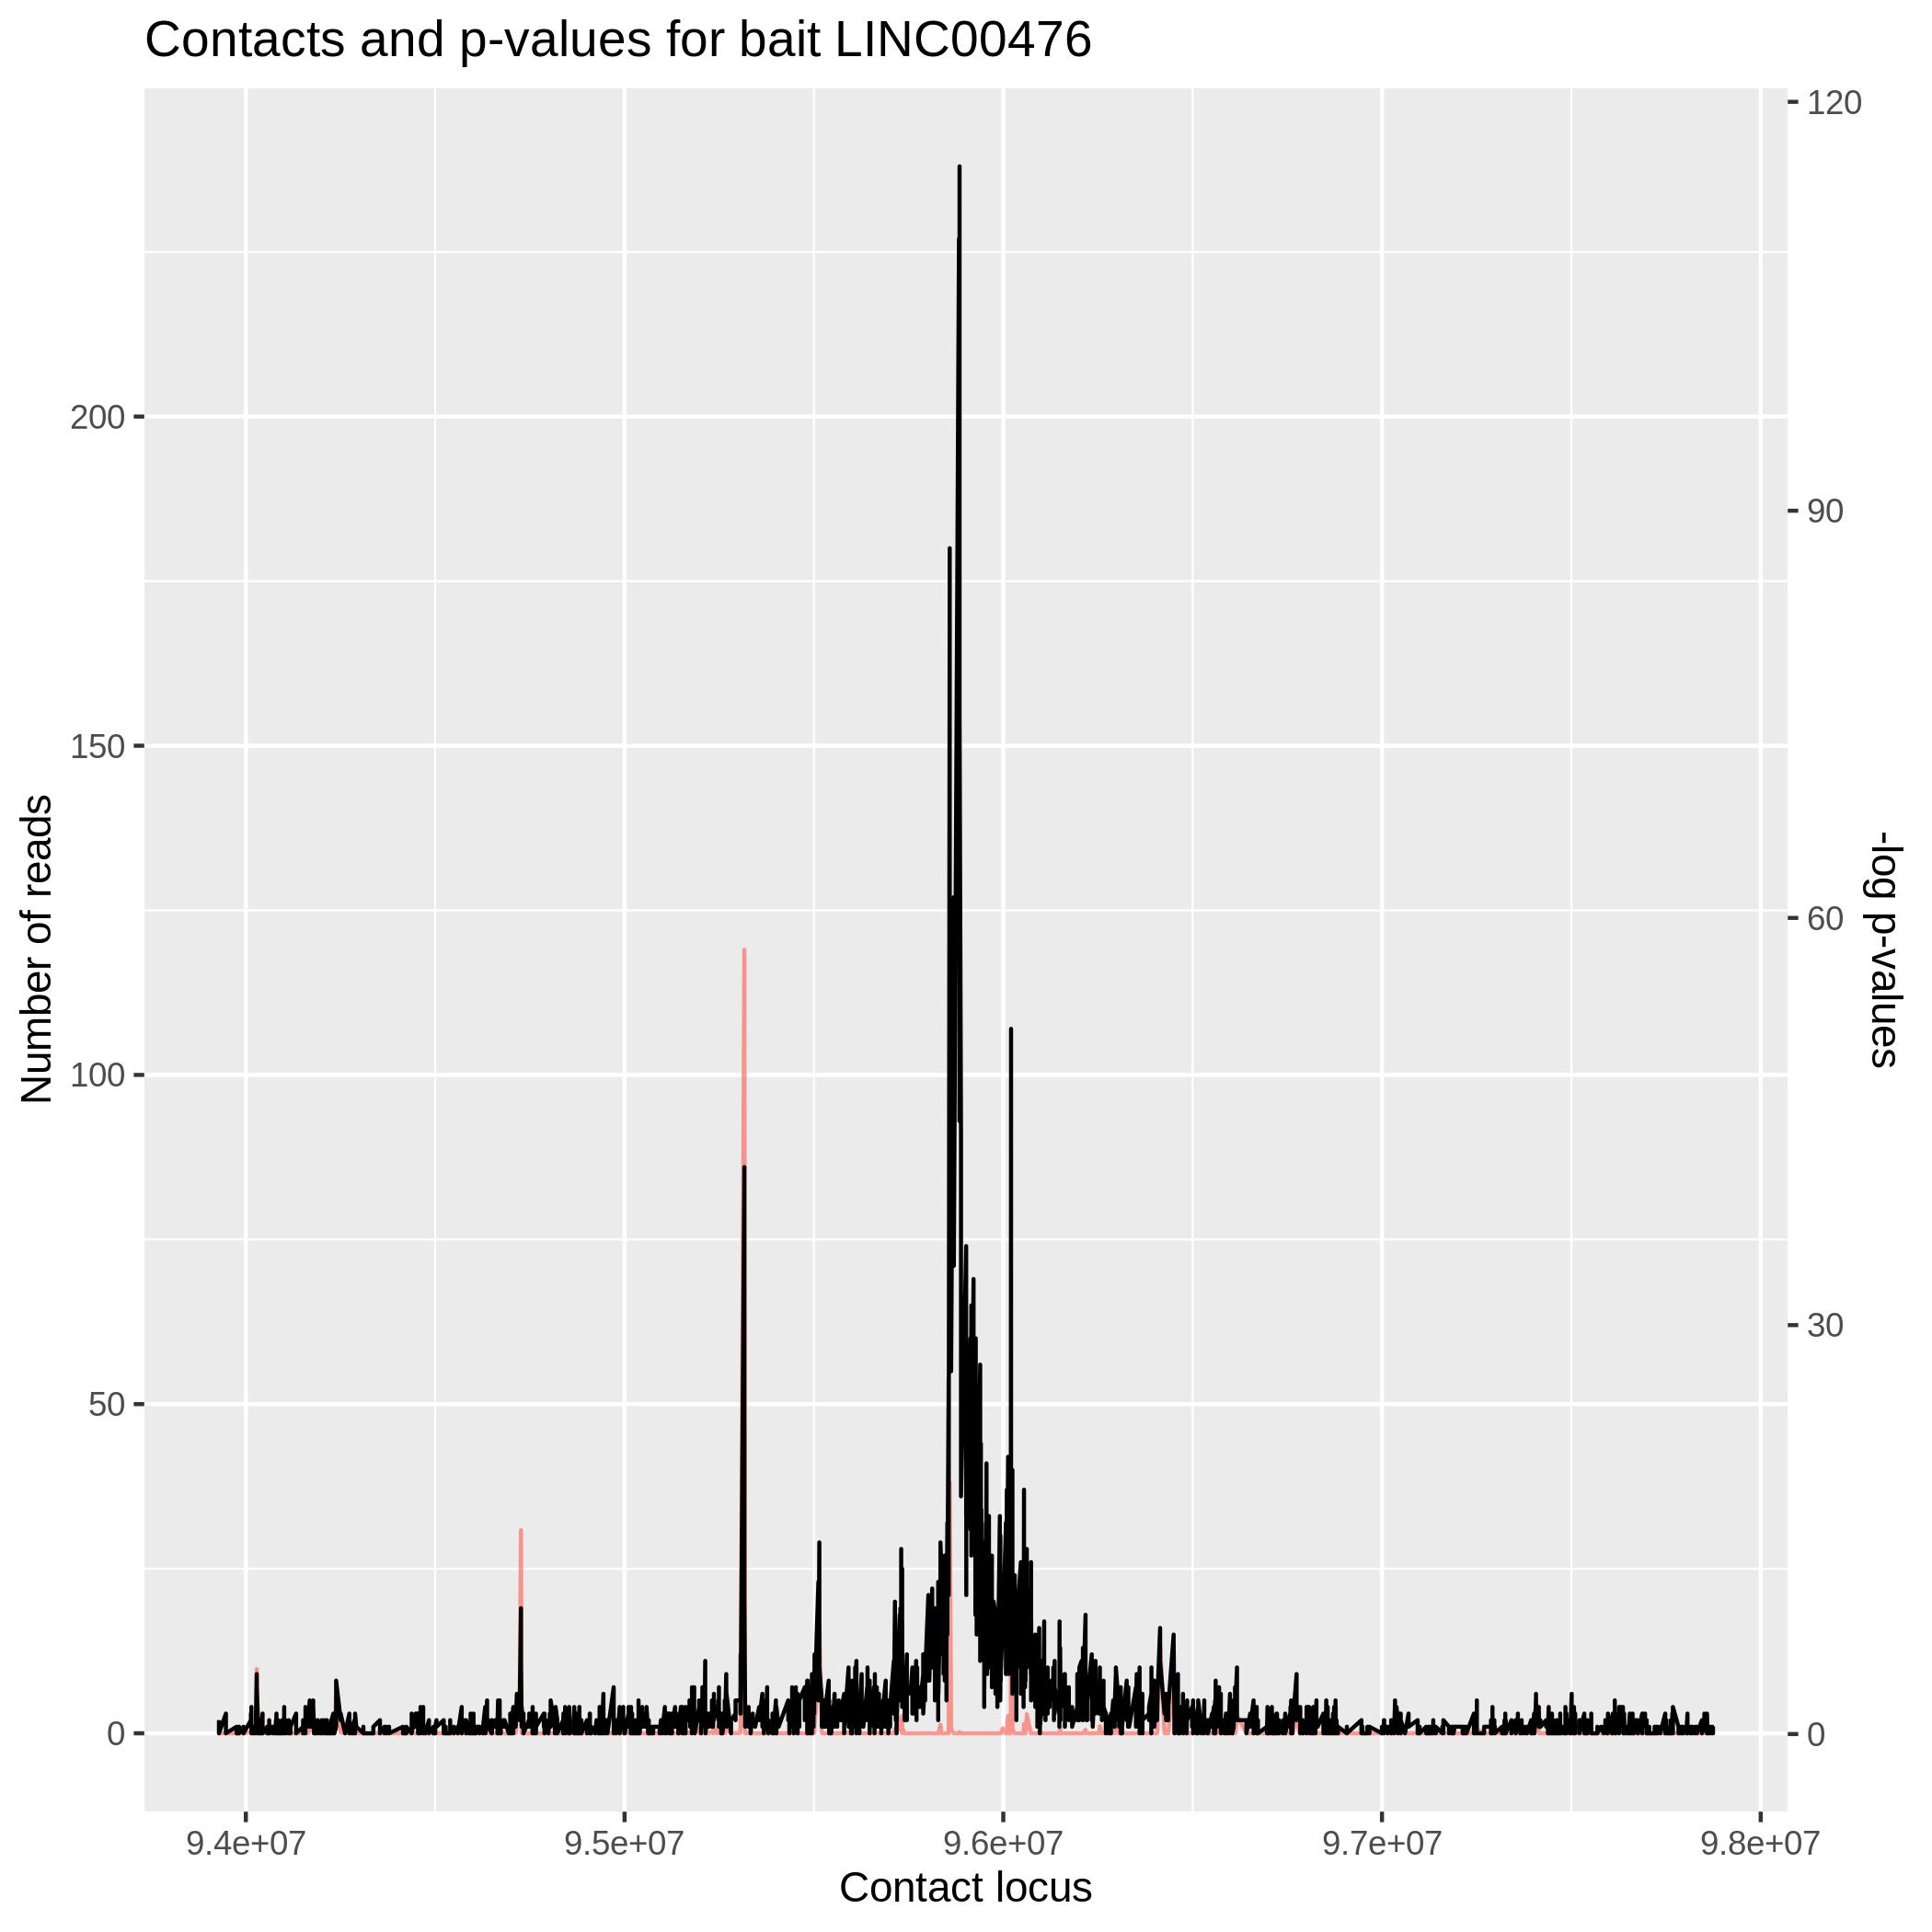 Contacts and p-values for bait LINC00476
Number of reads
200
150
100
50
0
120
90
60
30
0
-log p-values
9.4e+07
9.5e+07
9.6e+07
9.7e+07
9.8e+07
Contact locus